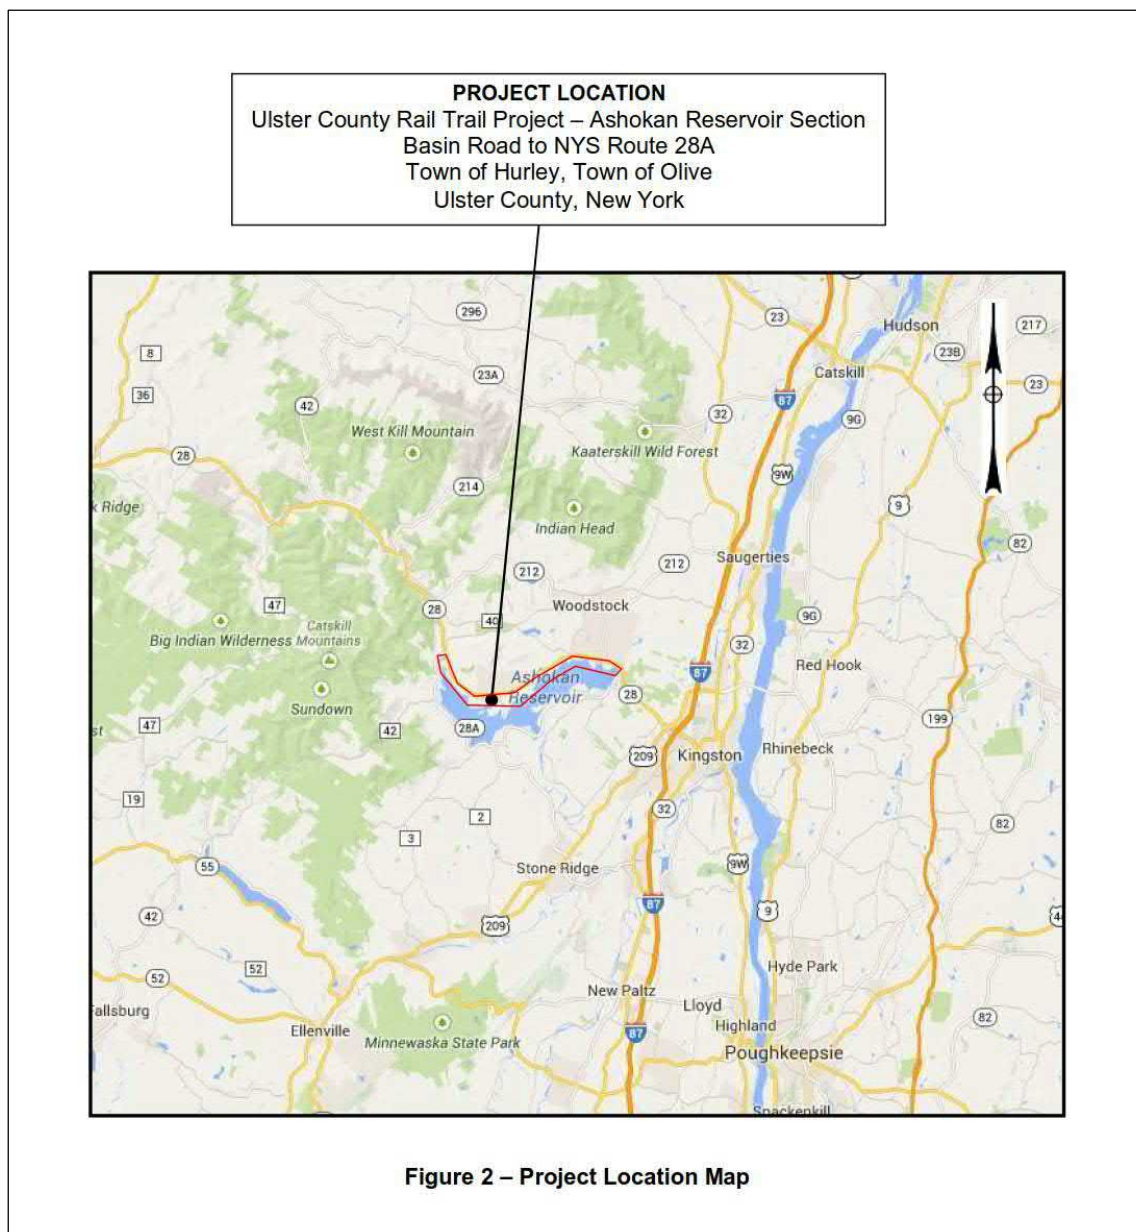 PROJECT LOCATION
Ulster County Rail Trail Project – Ashokan Reservoir Section
Basin Road to NYS Route 28A
Town of Hurley, Town of Olive
Ulster County, New York
296
23
Hudson
217
8
23A
23B
Catskill
36
42
87
23
32
9G
West Kill Mountain
Kaaterskill Wild Forest
28
9W
214
k Ridge
9
Indian Head
82
Saugerties
212
212
47
Woodstock
28
40
9G
Big Indian Wilderness
Catskill
Mountains
32
Red Hook
87
Ashokan
Reservoir
28
Sundown
47
42
28A
199
st
209
Kingston
Rhinebeck
19
2
32
82
3
55
Stone Ridge
9W
87
9
42
209
44
52
52
Hyde Park
New Paltz
Lloyd
Fallsburg
82
Ellenville
Minnewaska State Park
87
Highland
Poughkeepsie
Spackenkill
Figure 2 – Project Location Map